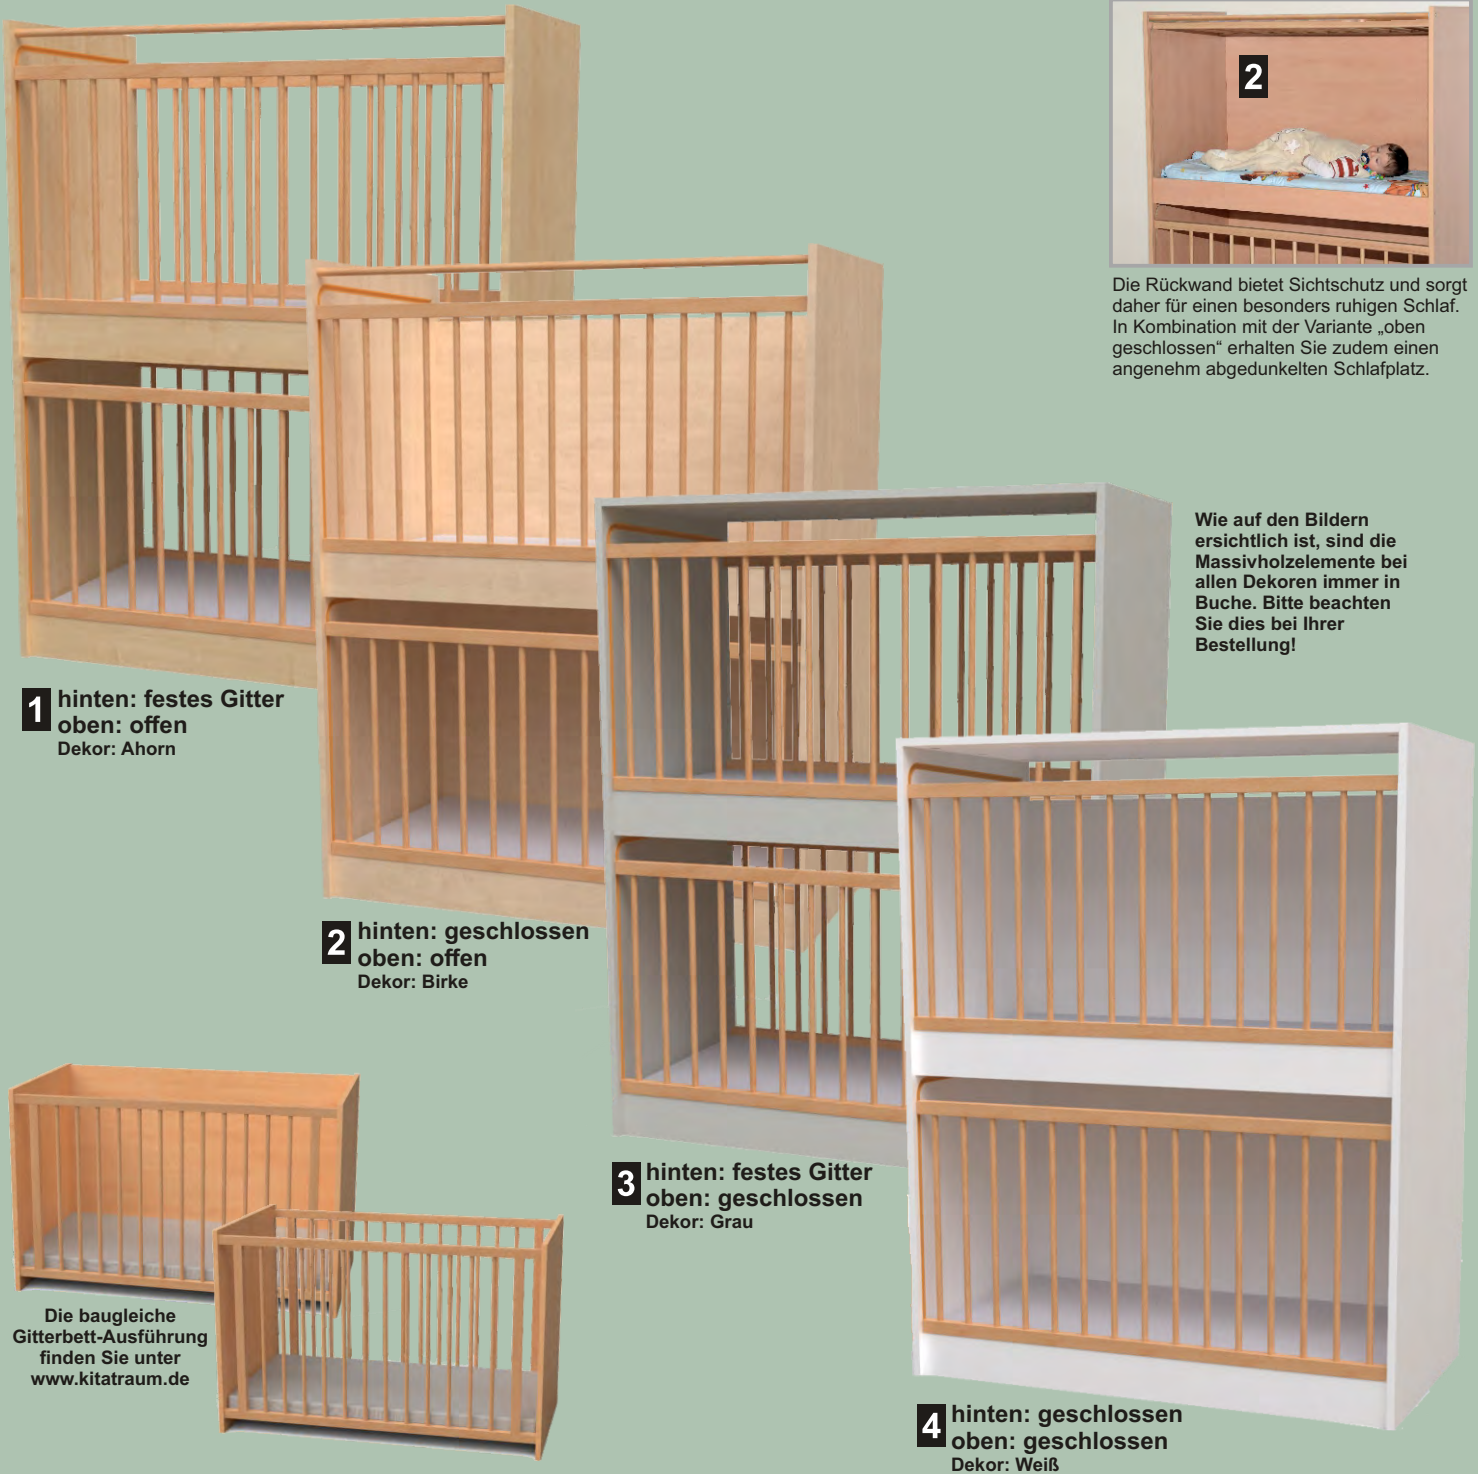 2
Die Rückwand bietet Sichtschutz und sorgt
daher für einen besonders ruhigen Schlaf.
In Kombination mit der Variante „oben
geschlossen“ erhalten Sie zudem einen
angenehm abgedunkelten Schlafplatz.
Wie auf den Bildern
ersichtlich ist, sind die
Massivholzelemente bei
allen Dekoren immer in
Buche. Bitte beachten
Sie dies bei Ihrer
Bestellung!
1 hinten: festes Gitter
oben: offen
Dekor: Ahorn
2 hinten: geschlossen
oben: offen
Dekor: Birke
3 hinten: festes Gitter
oben: geschlossen
Dekor: Grau
4 hinten: geschlossen
oben: geschlossen
Dekor: Weiß
Die baugleiche
Gitterbett-Ausführung
finden Sie unter
www.kitatraum.de